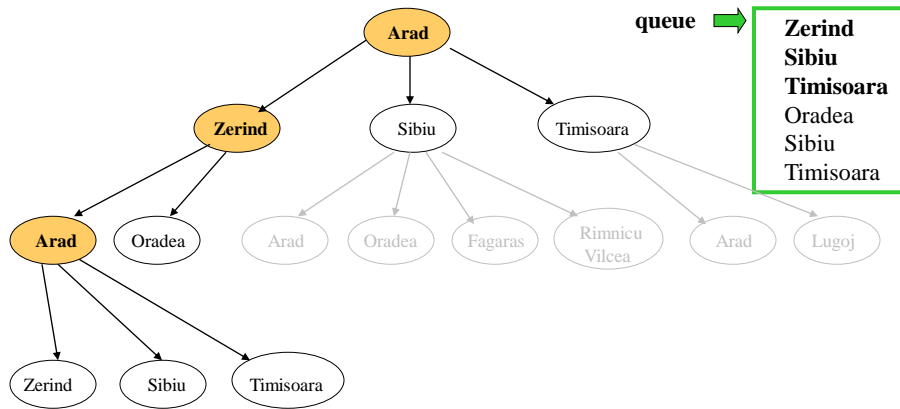 Arad
queue
Zerind
Sibiu
Timisoara
Oradea
Sibiu
Timisoara
Zerind
Sibiu
Timisoara
Arad
Oradea
Arad
Oradea
Fagaras
Rimnicu
Vilcea
Arad
Lugoj
Zerind
Sibiu
Timisoara